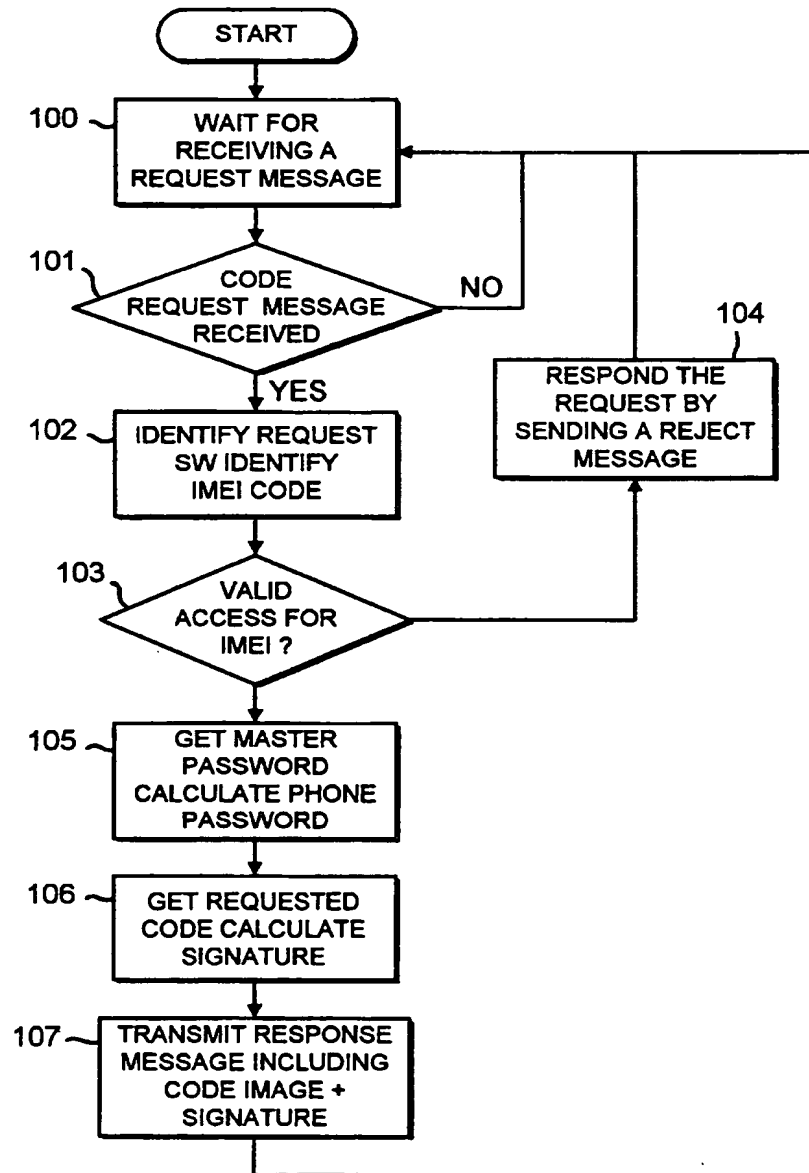 START
100
WAIT FOR
RECEIVING A
REQUEST MESSAGE
101
CODE
REQUEST MESSAGE
RECEIVED
NO
YES
104
RESPOND THE
REQUEST BY
SENDING A REJECT
MESSAGE
102
IDENTIFY REQUEST
SW IDENTIFY
IMEI CODE
103
VALID
ACCESS FOR
IMEI ?
105
GET MASTER
PASSWORD
CALCULATE PHONE
PASSWORD
106
GET REQUESTED
CODE CALCULATE
SIGNATURE
107
TRANSMIT RESPONSE
MESSAGE INCLUDING
CODE IMAGE +
SIGNATURE